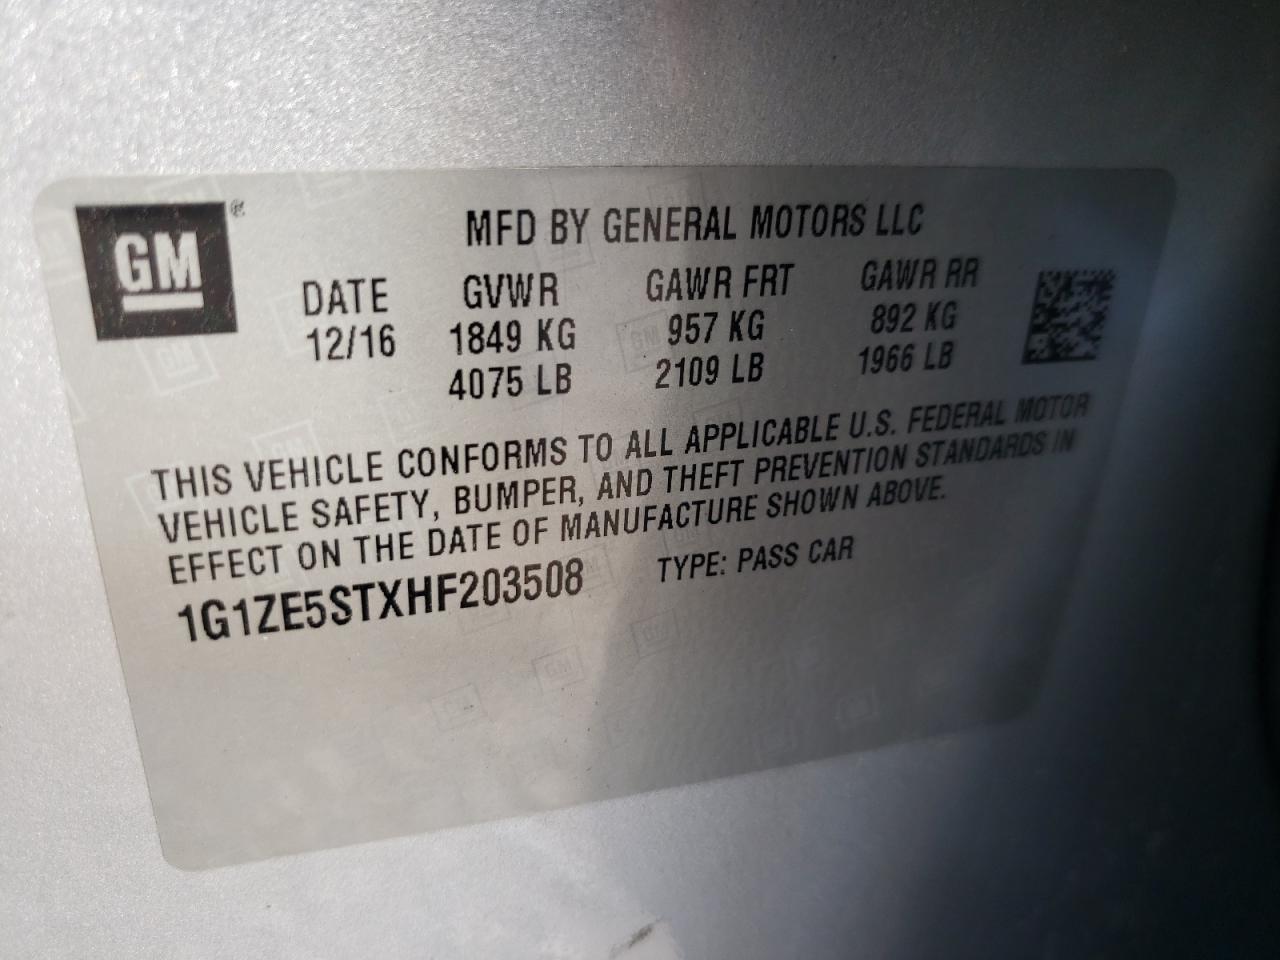 GM ®
MFD BY GENERAL MOTORS LLC
DATE GVWR GAWR FRT GAWR RR
12/16 1849 KG 957 KG 892 KG
4075 LB 2109 LB 1966 LB
THIS VEHICLE CONFORMS TO ALL APPLICABLE U.S. FEDERAL MOTOR
VEHICLE SAFETY, BUMPER, AND THEFT PREVENTION STANDARDS IN
EFFECT ON THE DATE OF MANUFACTURE SHOWN ABOVE.
1G1ZE5STXHF203508 TYPE: PASS CAR